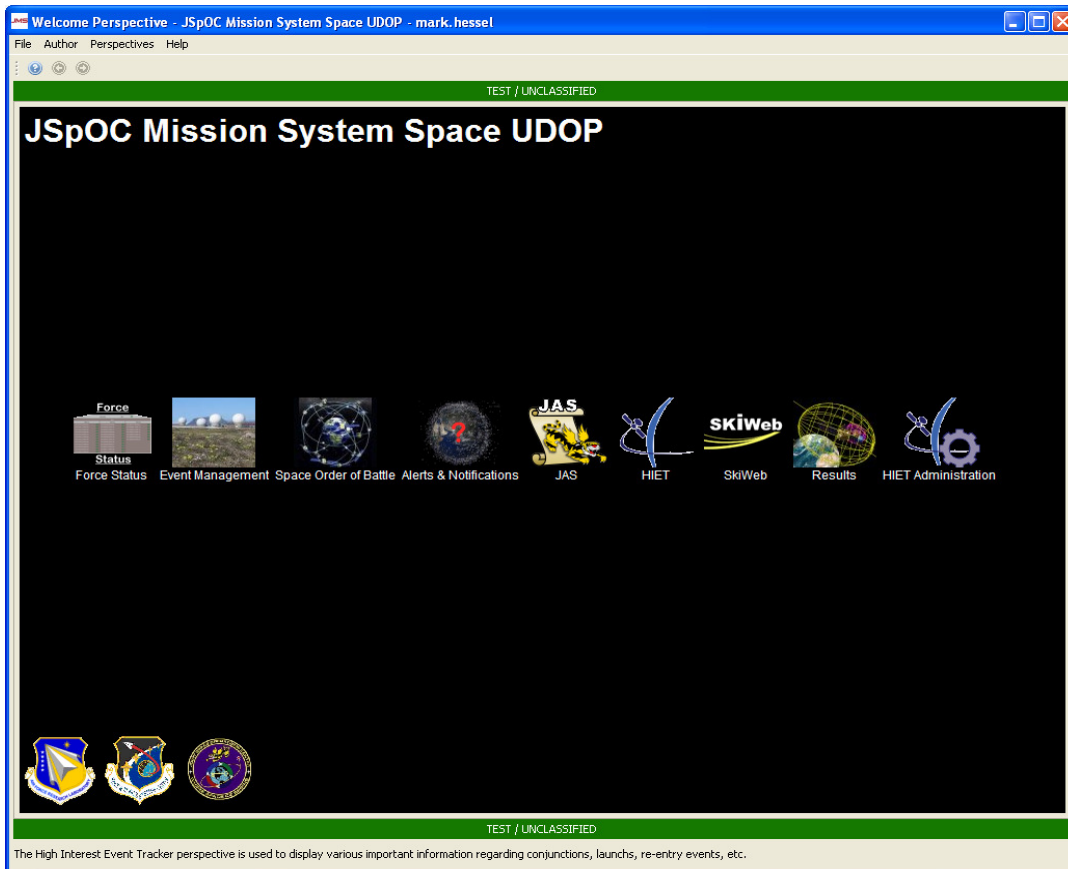 JMS Welcome Perspective - JSpOC Mission System Space UDOP - mark.hessel
File Author Perspectives Help
TEST / UNCLASSIFIED
JSpOC Mission System Space UDOP
Force
Status
J.A.S.
SKiWeb
Force Status Event Management Space Order of Battle Alerts & Notifications JAS HIET SkiWeb Results HIET Administration
TEST / UNCLASSIFIED
The High Interest Event Tracker perspective is used to display various important information regarding conjunctions, launchs, re-entry events, etc.